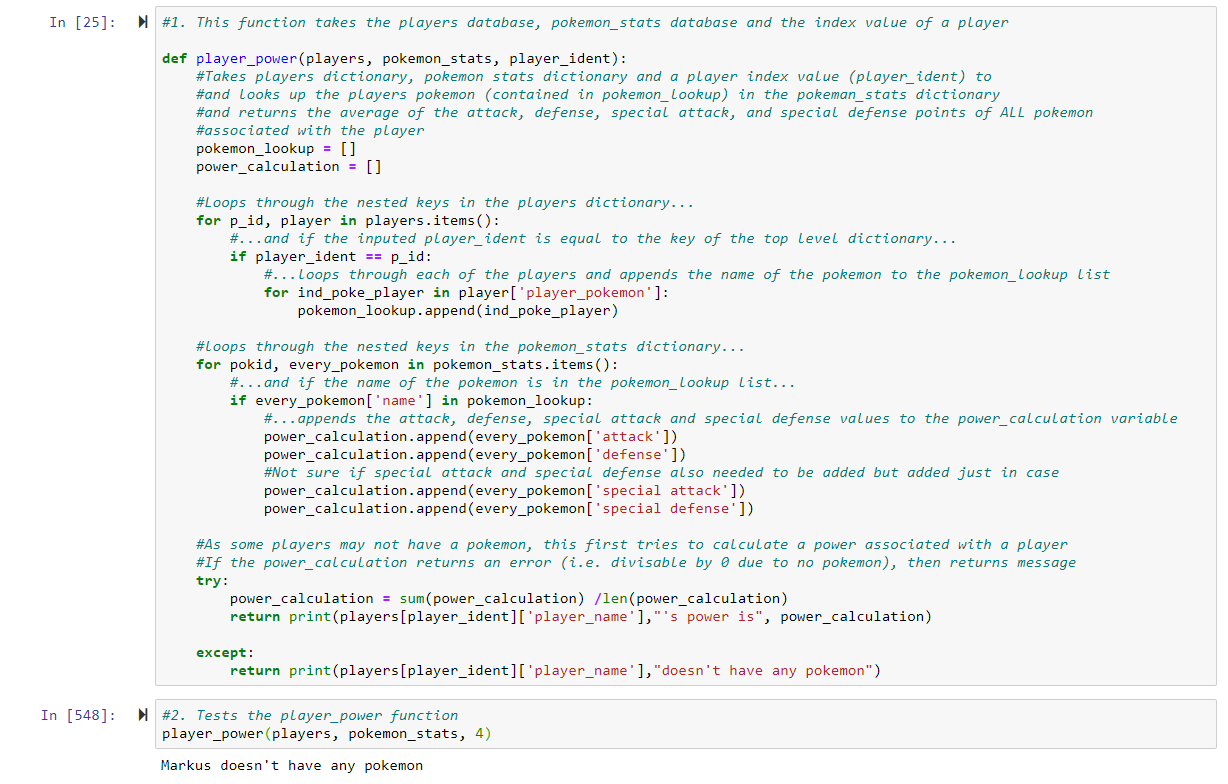 In [25]:
#1. This function takes the players database, pokemon_stats database and the index value of a player
def player_power(players, pokemon_stats, player_ident):
    #Takes players dictionary, pokemon stats dictionary and a player index value (player_ident) to
    #and looks up the players pokemon (contained in pokemon_lookup) in the pokeman_stats dictionary
    #and returns the average of the attack, defense, special attack, and special defense points of ALL pokemon
    #associated with the player
    pokemon_lookup = []
    power_calculation = []
    #Loops through the nested keys in the players dictionary...
    for p_id, player in players.items():
        #...and if the inputed player_ident is equal to the key of the top level dictionary...
        if player_ident == p_id:
            #...loops through each of the players and appends the name of the pokemon to the pokemon_lookup list
            for ind_poke_player in player['player_pokemon']:
                pokemon_lookup.append(ind_poke_player)
    #Loops through the nested keys in the pokemon_stats dictionary...
    for pokid, every_pokemon in pokemon_stats.items():
        #...and if the name of the pokemon is in the pokemon_lookup list...
        if every_pokemon['name'] in pokemon_lookup:
            #...appends the attack, defense, special attack and special defense values to the power_calculation variable
            power_calculation.append(every_pokemon['attack'])
            power_calculation.append(every_pokemon['defense'])
            #Not sure if special attack and special defense also needed to be added but added just in case
            power_calculation.append(every_pokemon['special attack'])
            power_calculation.append(every_pokemon['special defense'])
    #As some players may not have a pokemon, this first tries to calculate a power associated with a player
    #If the power_calculation returns an error (i.e. divisable by 0 due to no pokemon), then returns message
    try:
        power_calculation = sum(power_calculation) /len(power_calculation)
        return print(players[player_ident]['player_name'],"'s power is", power_calculation)
    except:
        return print(players[player_ident]['player_name'],"doesn't have any pokemon")
In [548]:
#2. Tests the player_power function
player_power(players, pokemon_stats, 4)
Markus doesn't have any pokemon